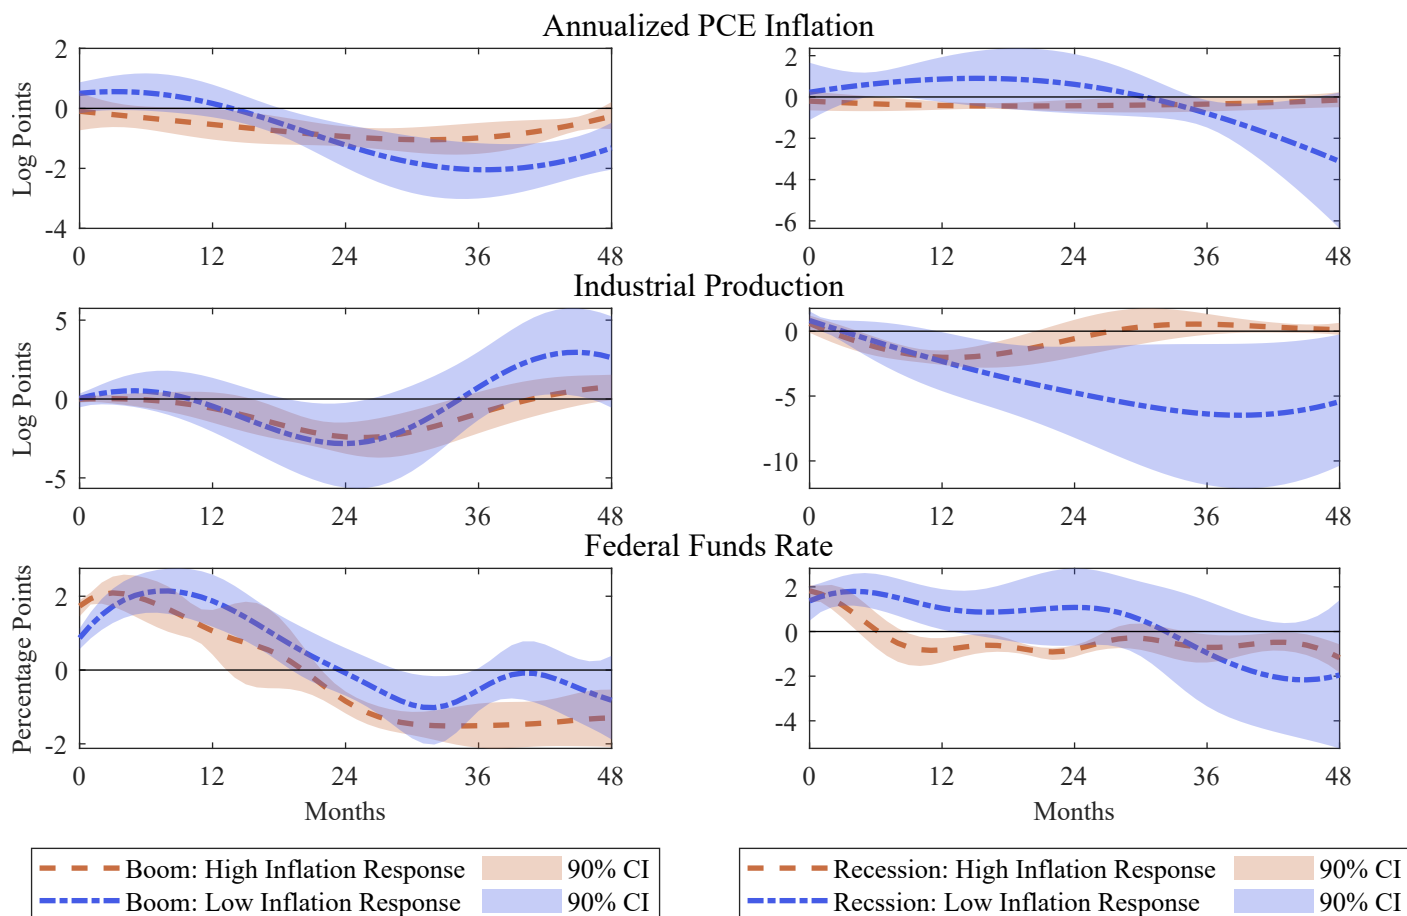 Annualized PCE Inflation
Log Points
2
0
-2
-4
0 12 24 36 48
2
0
-2
-4
-6
0 12 24 36 48
Industrial Production
Log Points
5
0
-5
0 12 24 36 48
0
-5
-10
0 12 24 36 48
Federal Funds Rate
Percentage Points
2
0
-2
0 12 24 36 48
Months
2
0
-2
-4
0 12 24 36 48
Months
Boom: High Inflation Response 90% CI
Boom: Low Inflation Response 90% CI
Recession: High Inflation Response 90% CI
Recssion: Low Inflation Response 90% CI